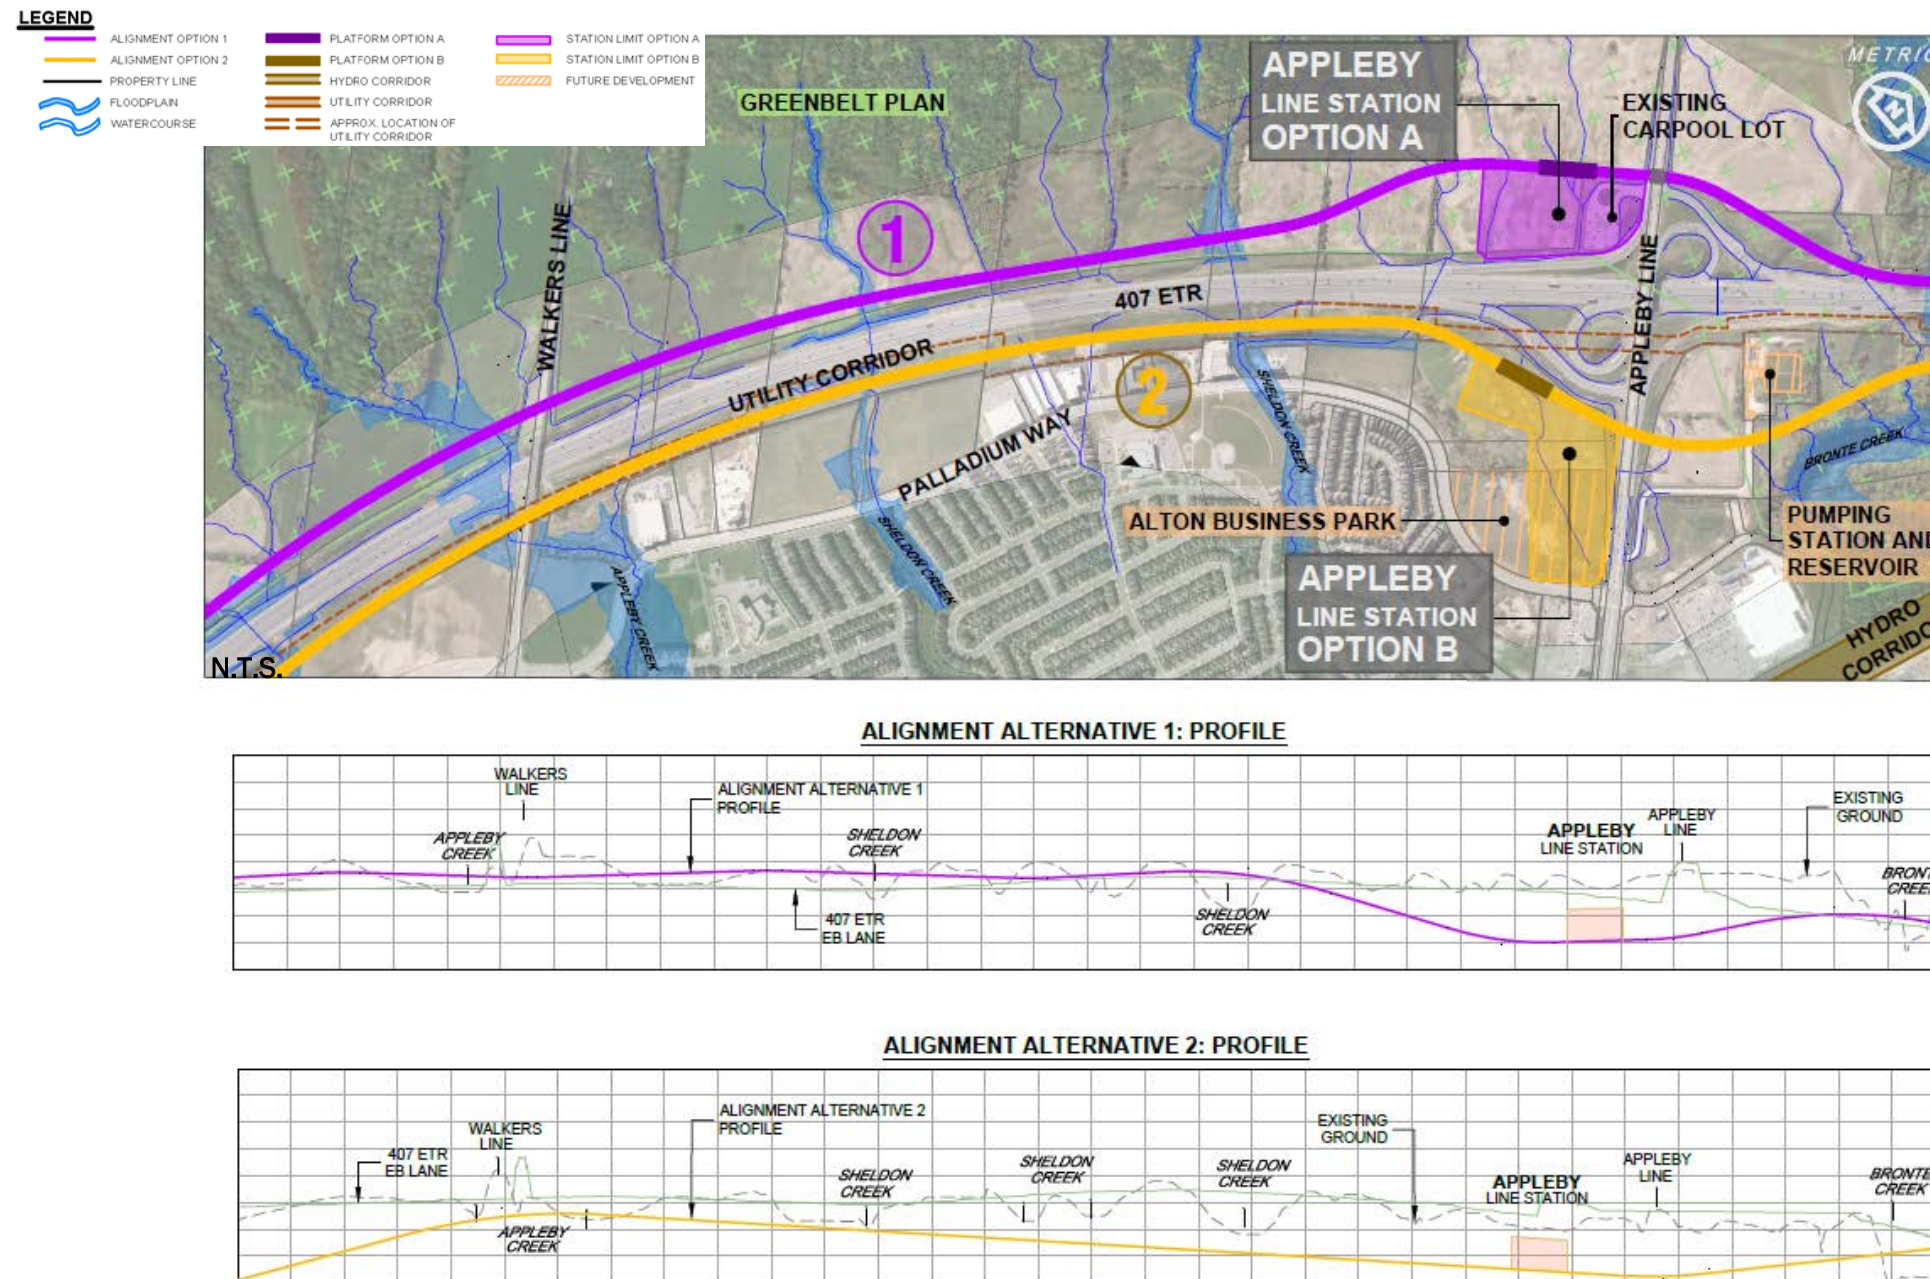 LEGEND
ALIGNMENT OPTION 1
ALIGNMENT OPTION 2
PROPERTY LINE
FLOODPLAIN
WATERCOURSE
PLATFORM OPTION A
PLATFORM OPTION B
HYDRO CORRIDOR
UTILITY CORRIDOR
APPROX. LOCATION OF
UTILITY CORRIDOR
STATION LIMIT OPTION A
STATION LIMIT OPTION B
FUTURE DEVELOPMENT
GREENBELT PLAN
APPLEBY
LINE STATION
OPTION A
EXISTING
CARPOOL LOT
METRIC
N
WALKERS LINE
1
407 ETR
APPLEBY LINE
UTILITY CORRIDOR
2
SHELDON CREEK
PALLADIUM WAY
BRONTE CREEK
ALTON BUSINESS PARK
PUMPING
STATION AND
RESERVOIR
SHELDON CREEK
APPLEBY CREEK
APPLEBY
LINE STATION
OPTION B
HYDRO
CORRIDO
N.T.S.
ALIGNMENT ALTERNATIVE 1: PROFILE
WALKERS
LINE
ALIGNMENT ALTERNATIVE 1
PROFILE
APPLEBY
CREEK
SHELDON
CREEK
407 ETR
EB LANE
SHELDON
CREEK
APPLEBY
LINE STATION
APPLEBY
LINE
EXISTING
GROUND
BRONT
CREE
ALIGNMENT ALTERNATIVE 2: PROFILE
407 ETR
EB LANE
WALKERS
LINE
ALIGNMENT ALTERNATIVE 2
PROFILE
APPLEBY
CREEK
SHELDON
CREEK
SHELDON
CREEK
SHELDON
CREEK
EXISTING
GROUND
APPLEBY
LINE STATION
APPLEBY
LINE
BRONTE
CREEK